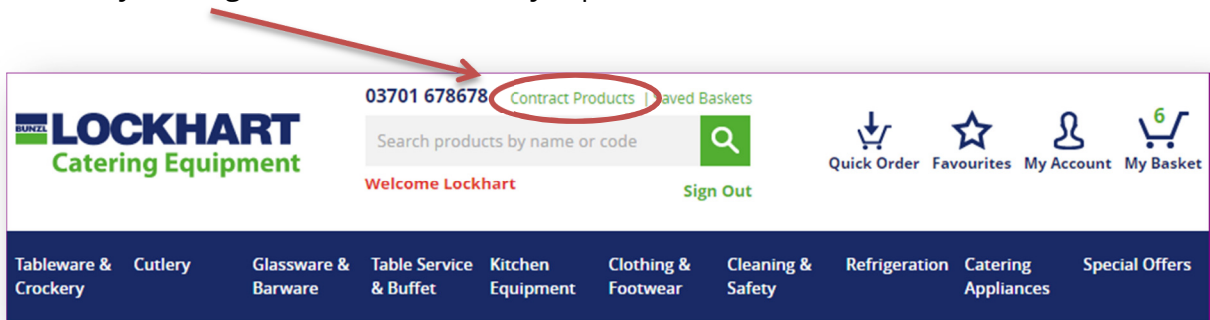 03701 678678 Contract Products | Saved Baskets
BUNZL LOCKHART
Catering Equipment
Search products by name or code
Welcome Lockhart
Sign Out
6
Quick Order Favourites My Account My Basket
Tableware & Crockery
Cutlery
Glassware & Barware
Table Service & Buffet
Kitchen Equipment
Clothing & Footwear
Cleaning & Safety
Refrigeration
Catering Appliances
Special Offers